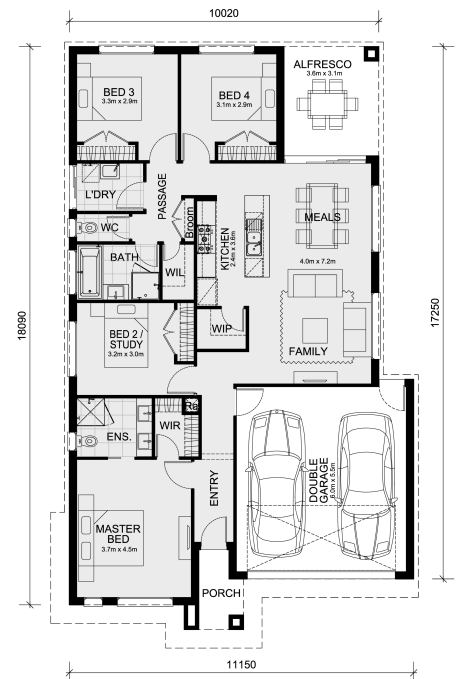 10020
ALFRESCO
3.6m x 3.1m
BED 3
3.3m x 2.9m
BED 4
3.1m x 2.9m
L'DRY
PASSAGE
WC
Broom
MEALS
KITCHEN
2.4m x 3.6m
4.0m x 7.2m
BATH
WIL
18090
17250
BED 2 /
STUDY
3.2m x 3.0m
WIP
FAMILY
ENS.
WIR
ENTRY
DOUBLE
GARAGE
6.0m x 5.5m
MASTER
BED
3.7m x 4.5m
PORCH
11150